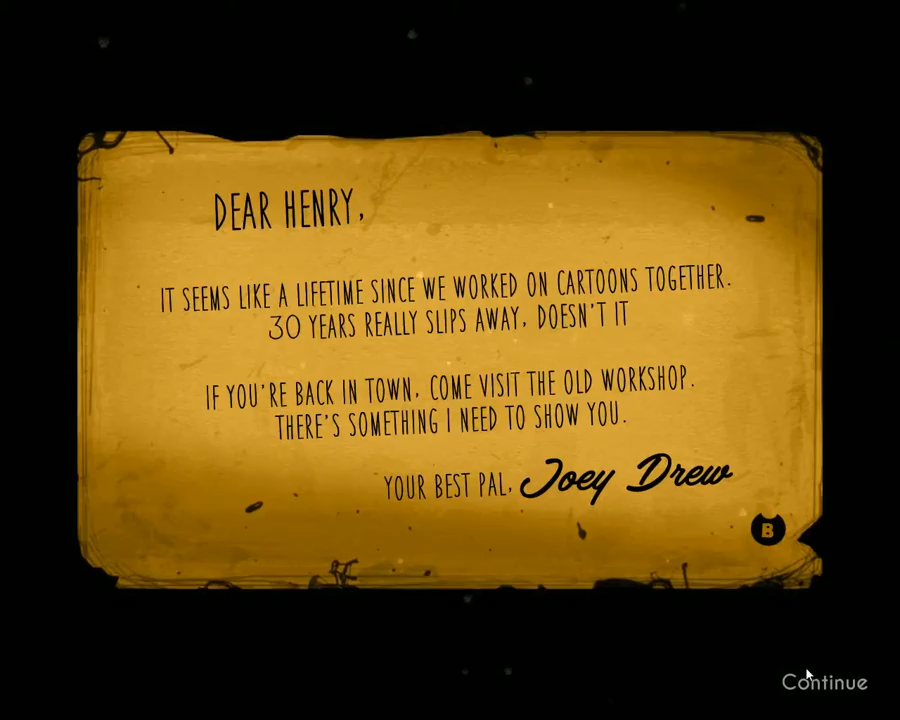 DEAR HENRY,
IT SEEMS LIKE A LIFETIME SINCE WE WORKED ON CARTOONS TOGETHER.
30 YEARS REALLY SLIPS AWAY, DOESN'T IT
IF YOU'RE BACK IN TOWN, COME VISIT THE OLD WORKSHOP.
THERE'S SOMETHING I NEED TO SHOW YOU.
YOUR BEST PAL, Joey Drew
B
Continue